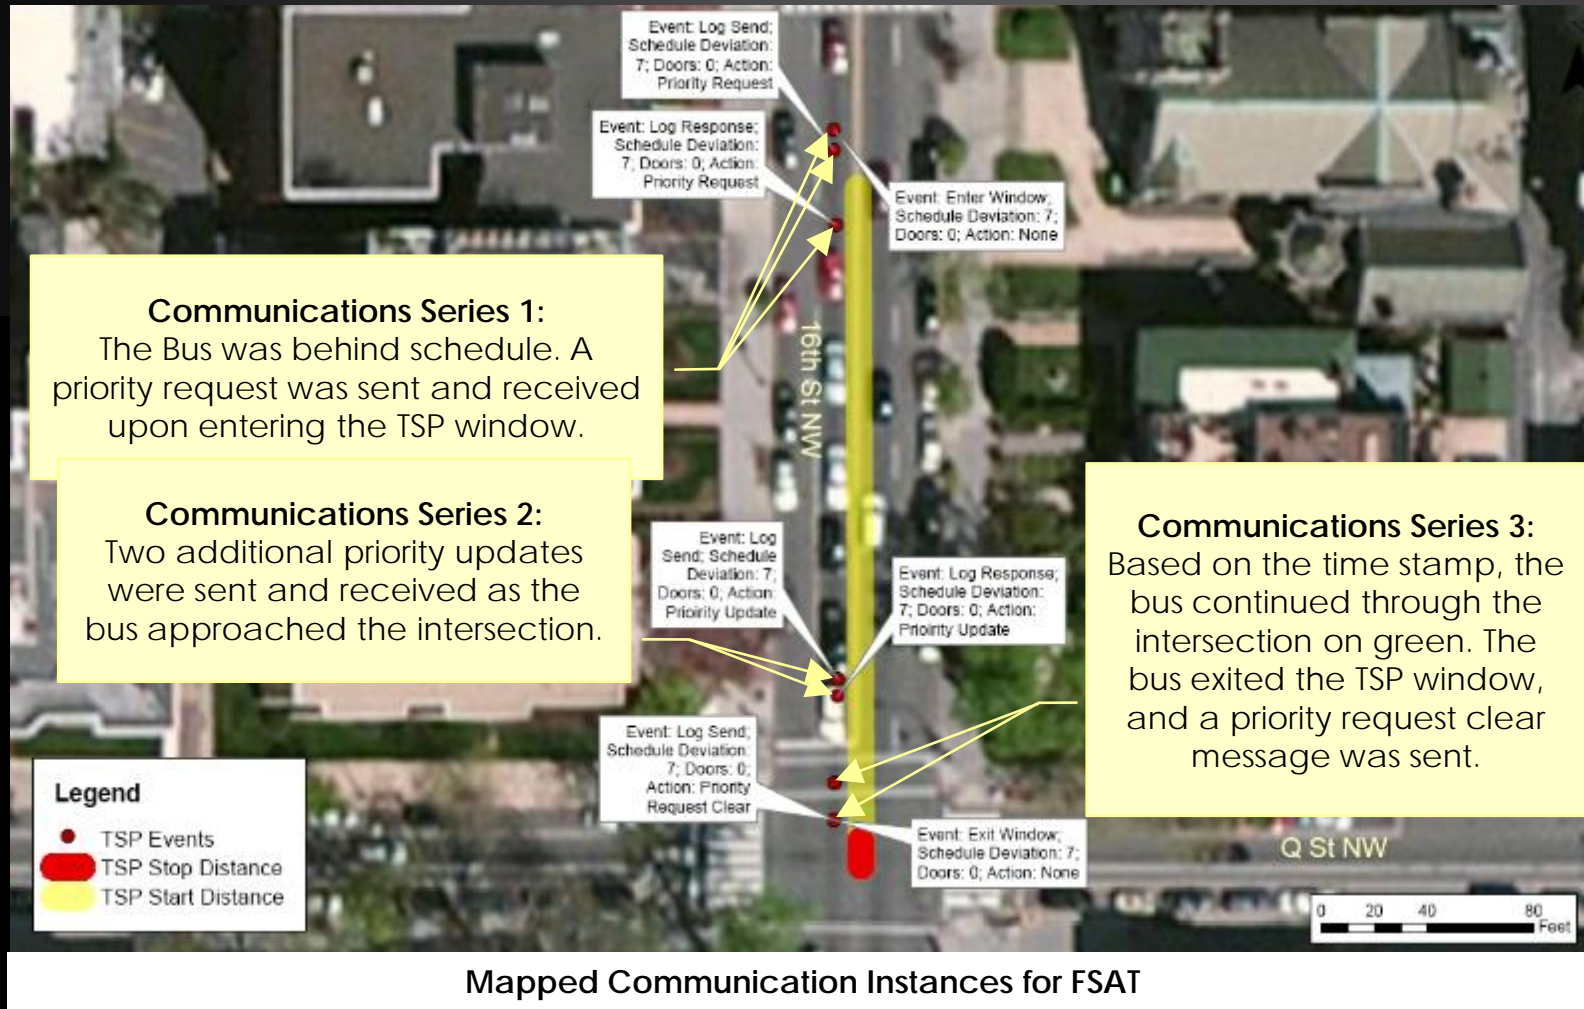 Event: Log Send;
Schedule Deviation:
7; Doors: 0; Action:
Priority Request
Event: Log Response;
Schedule Deviation:
7; Doors: 0; Action:
Priority Request
Event: Enter Window;
Schedule Deviation: 7;
Doors: 0; Action: None
Communications Series 1:
The Bus was behind schedule. A
priority request was sent and received
upon entering the TSP window.
16th St NW
Communications Series 2:
Two additional priority updates
were sent and received as the
bus approached the intersection.
Event: Log
Send; Schedule
Deviation: 7;
Doors: 0; Action:
Prioirity Update
Event: Log Response;
Schedule Deviation:
7; Doors: 0; Action:
Prioirity Update
Communications Series 3:
Based on the time stamp, the
bus continued through the
intersection on green. The
bus exited the TSP window,
and a priority request clear
message was sent.
Event: Log Send;
Schedule Deviation:
7; Doors: 0;
Action: Priority
Request Clear
Event: Exit Window;
Schedule Deviation: 7;
Doors: 0; Action: None
Q St NW
Legend
TSP Events
TSP Stop Distance
TSP Start Distance
0 20 40 80
Feet
Mapped Communication Instances for FSAT